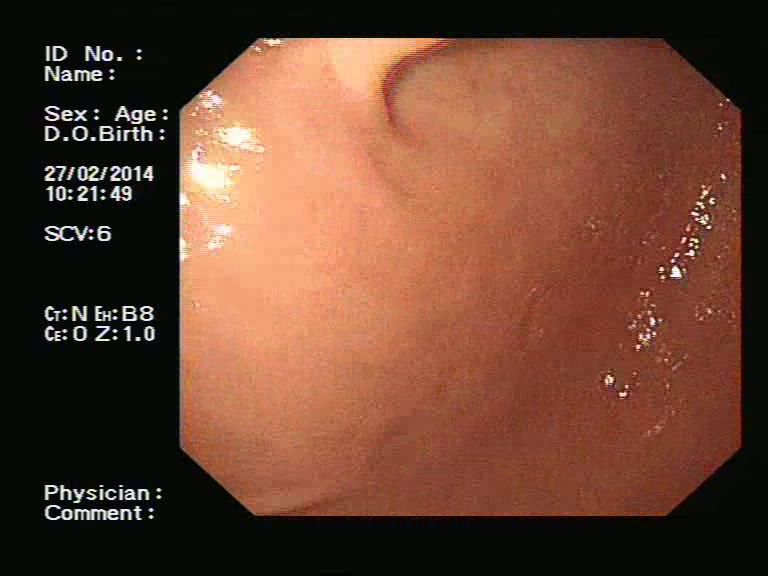 ID No. :
Name:
Sex: Age:
D.O.Birth:
27/02/2014
10:21:49
SCV:6
CT:N EH:B8
CE:0 Z:1.0
Physician:
Comment: